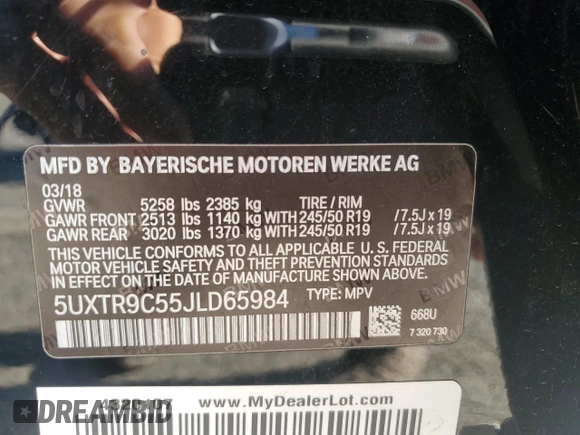 MFD BY BAYERISCHE MOTOREN WERKE AG
03/18
GVWR 5258 lbs 2385 kg TIRE / RIM
GAWR FRONT 2513 lbs 1140 kg WITH 245/50 R19 /7.5J x 19
GAWR REAR 3020 lbs 1370 kg WITH 245/50 R19 /7.5J x 19
THIS VEHICLE CONFORMS TO ALL APPLICABLE U. S. FEDERAL
MOTOR VEHICLE SAFETY, AND THEFT PREVENTION STANDARDS
IN EFFECT ON THE DATE OF MANUFACTURE SHOWN ABOVE.
5UXTR9C55JLD65984 TYPE: MPV
668U
7 320 730
www.MyDealerLot.com
DREAMBID